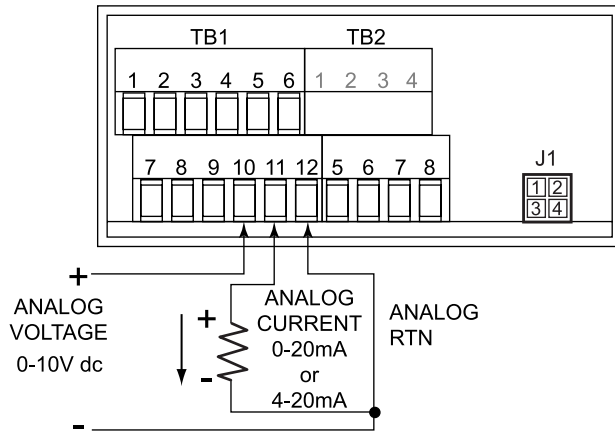 TB1 TB2
1 2 3 4 5 6 1 2 3 4
7 8 9 10 11 12 5 6 7 8
J1
1 2
3 4
+
ANALOG
VOLTAGE
0-10V dc
-
+
-
ANALOG
CURRENT
0-20mA
or
4-20mA
ANALOG
RTN